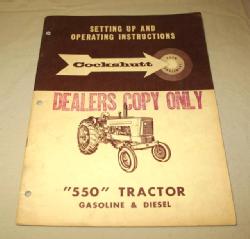 SETTING UP AND
OPERATING INSTRUCTIONS
Cockshutt
DEALERS COPY ONLY
"550" TRACTOR
GASOLINE & DIESEL